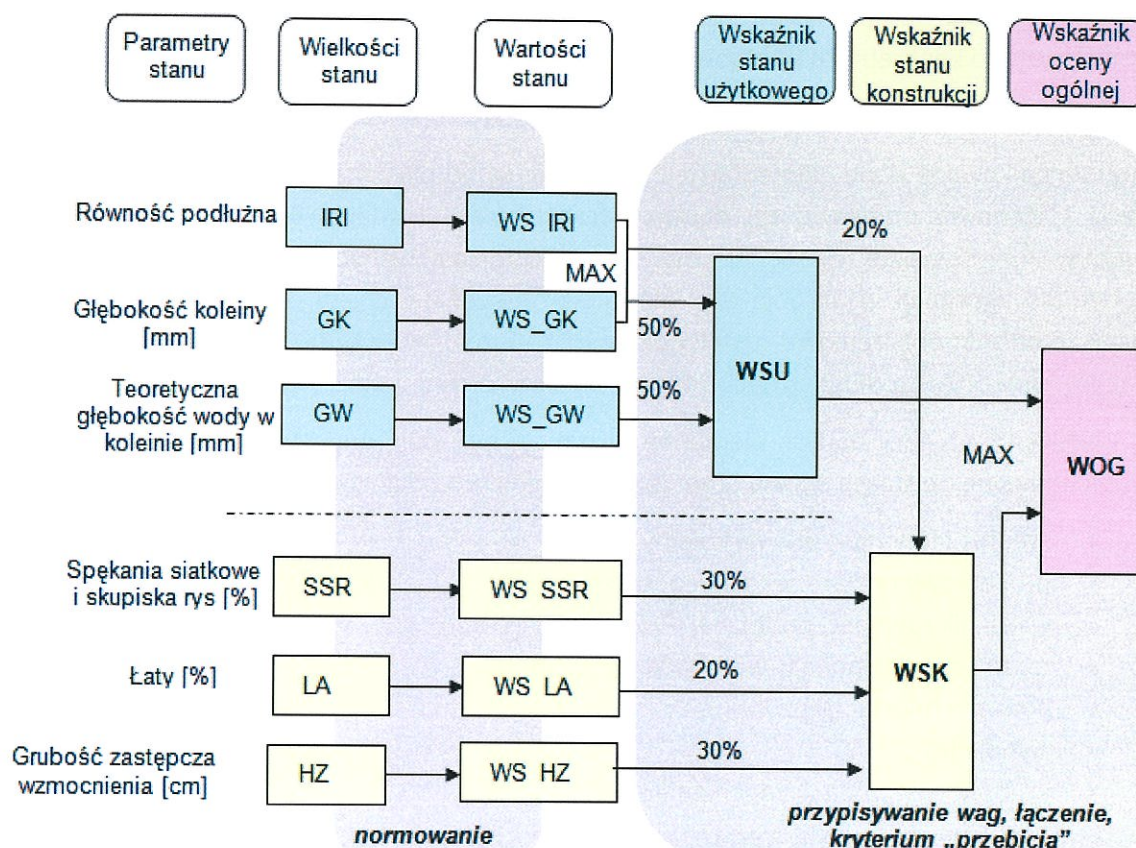 Parametry
stanu
Wielkości
stanu
Wartości
stanu
Wskaźnik
stanu
użytkowego
Wskaźnik
stanu
konstrukcji
Wskaźnik
oceny
ogólnej
Równość podłużna
IRI
WS IRI
20%
MAX
Głębokość koleiny
[mm]
GK
WS_GK
50%
WSU
Teoretyczna
głębokość wody w
koleinie [mm]
GW
WS_GW
50%
MAX
WOG
Spękania siatkowe
i skupiska rys [%]
SSR
WS SSR
30%
Łaty [%]
LA
WS LA
20%
WSK
Grubość zastępcza
wzmocnienia [cm]
HZ
WS HZ
30%
normowanie
przypisywanie wag, łączenie,
kryterium „przebicia”